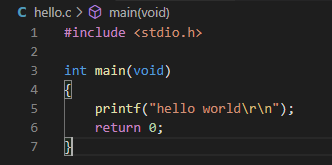 C hello.c > main(void)
1 #include <stdio.h>
2
3 int main(void)
4 {
5     printf("hello world\r\n");
6     return 0;
7 }